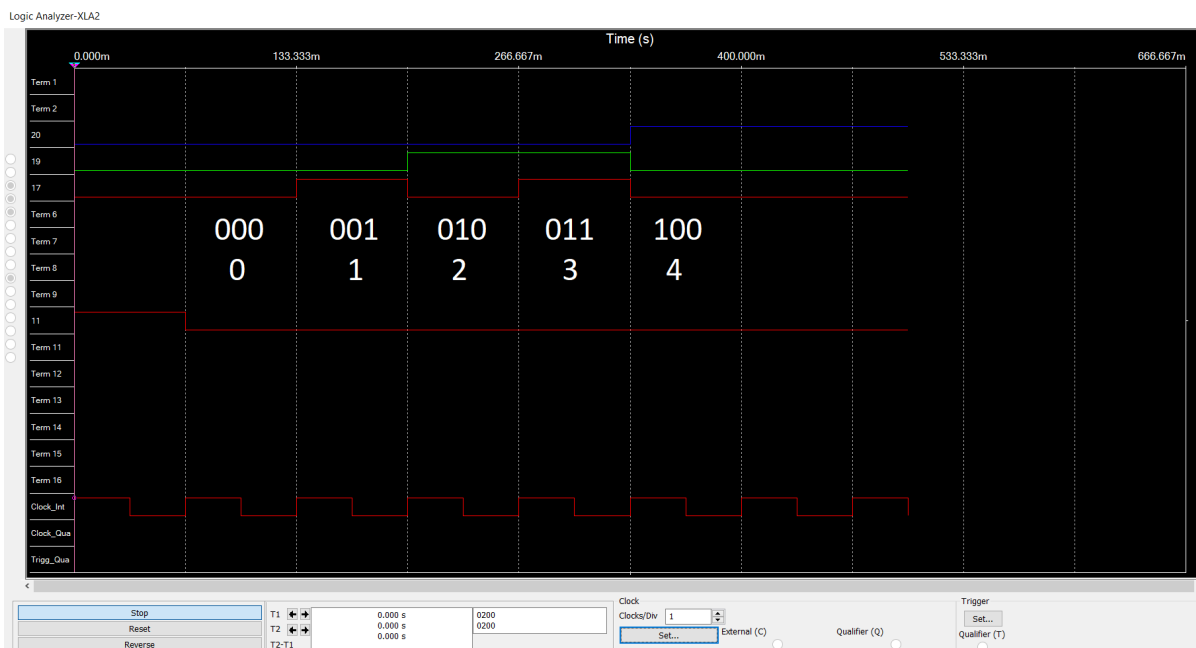 Logic Analyzer-XLA2
Time (s)
0.000m 133.333m 266.667m 400.000m 533.333m 666.667m
Term 1
Term 2
20
19
17
Term 6
000 001 010 011 100
Term 7
Term 8
0 1 2 3 4
Term 9
11
Term 11
Term 12
Term 13
Term 14
Term 15
Term 16
Clock_Int
Clock_Qua
Trigg_Qua
Stop
Reset
Reverse
T1 0.000 s 0200
T2 0.000 s 0200
T2-T1 0.000 s
Clock
Clocks/Div 1
Set...
External (C)
Qualifier (Q)
Trigger
Set...
Qualifier (T)